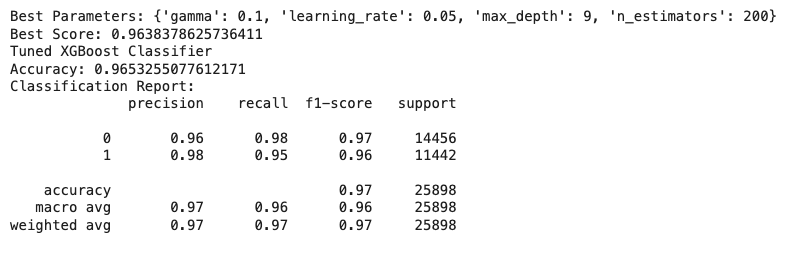 Best Parameters: {'gamma': 0.1, 'learning_rate': 0.05, 'max_depth': 9, 'n_estimators': 200}
Best Score: 0.9638378625736411
Tuned XGBoost Classifier
Accuracy: 0.9653255077612171
Classification Report:
              precision    recall  f1-score   support

           0       0.96      0.98      0.97     14456
           1       0.98      0.95      0.96     11442

    accuracy                           0.97     25898
   macro avg       0.97      0.96      0.96     25898
weighted avg       0.97      0.97      0.97     25898